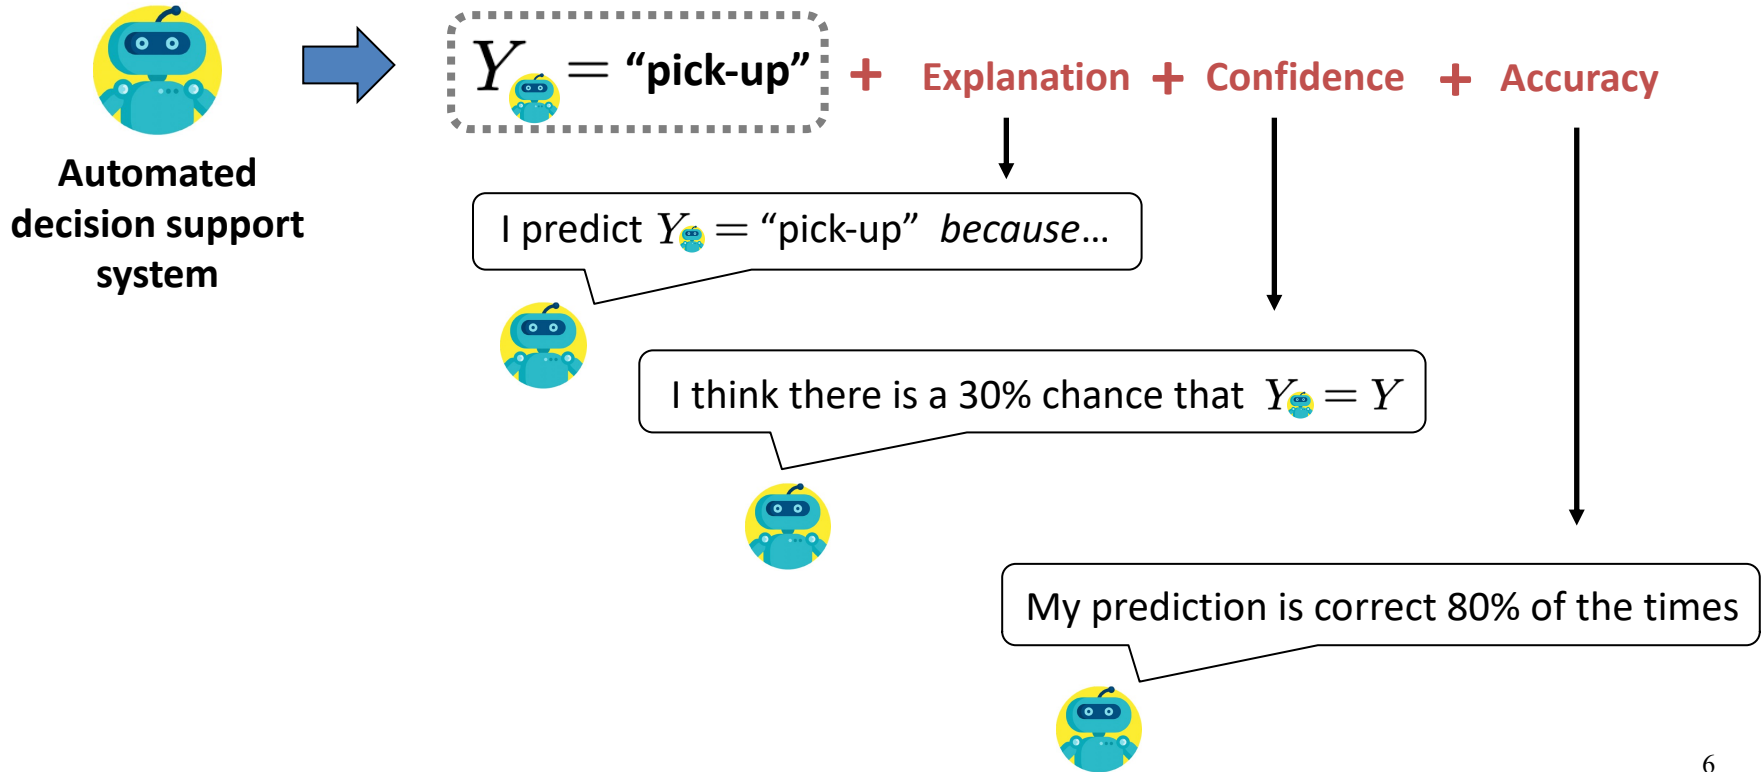 Y = “pick-up” + Explanation + Confidence + Accuracy
Automated
decision support
system
I predict Y = “pick-up” because…
I think there is a 30% chance that Y = Y
My prediction is correct 80% of the times
6